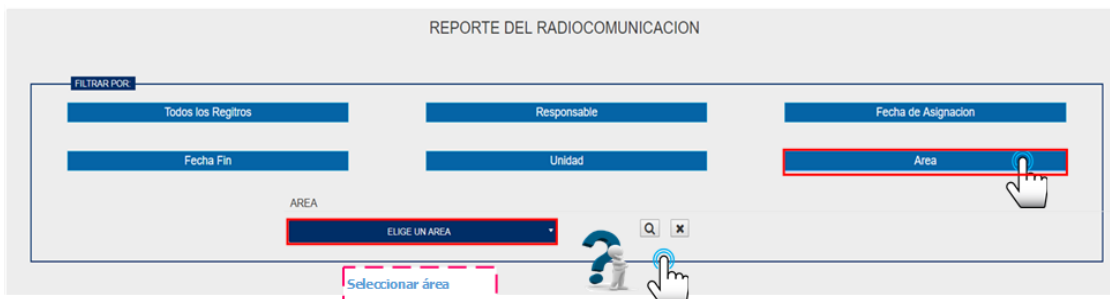 REPORTE DEL RADIOCOMUNICACION
FILTRAR POR:
Todos los Regitros
Responsable
Fecha de Asignacion
Fecha Fin
Unidad
Area
AREA
ELIGE UN AREA
Seleccionar área